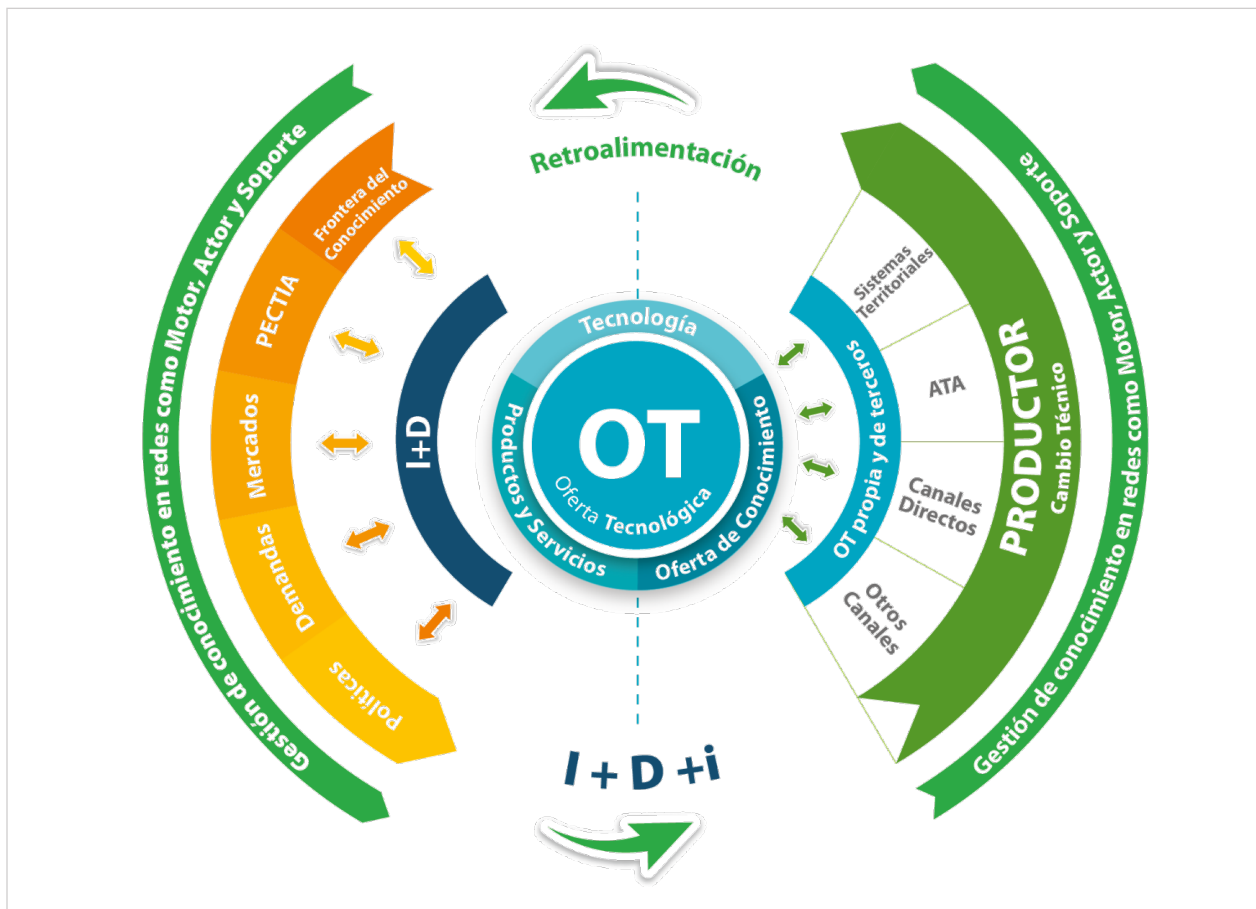 Retroalimentación
Gestión de conocimiento en redes como Motor, Actor y Soporte
Frontera del
Conocimiento
PECTIA
Mercados
Demandas
Políticas
I+D
Tecnología
Productos y Servicios
Oferta de Conocimiento
OT
Oferta Tecnológica
OT propia y de terceros
Sistemas
Territoriales
ATA
Canales
Directos
Otros
Canales
PRODUCTOR
Cambio Técnico
Gestión de conocimiento en redes como Motor, Actor y Soporte
I + D +i